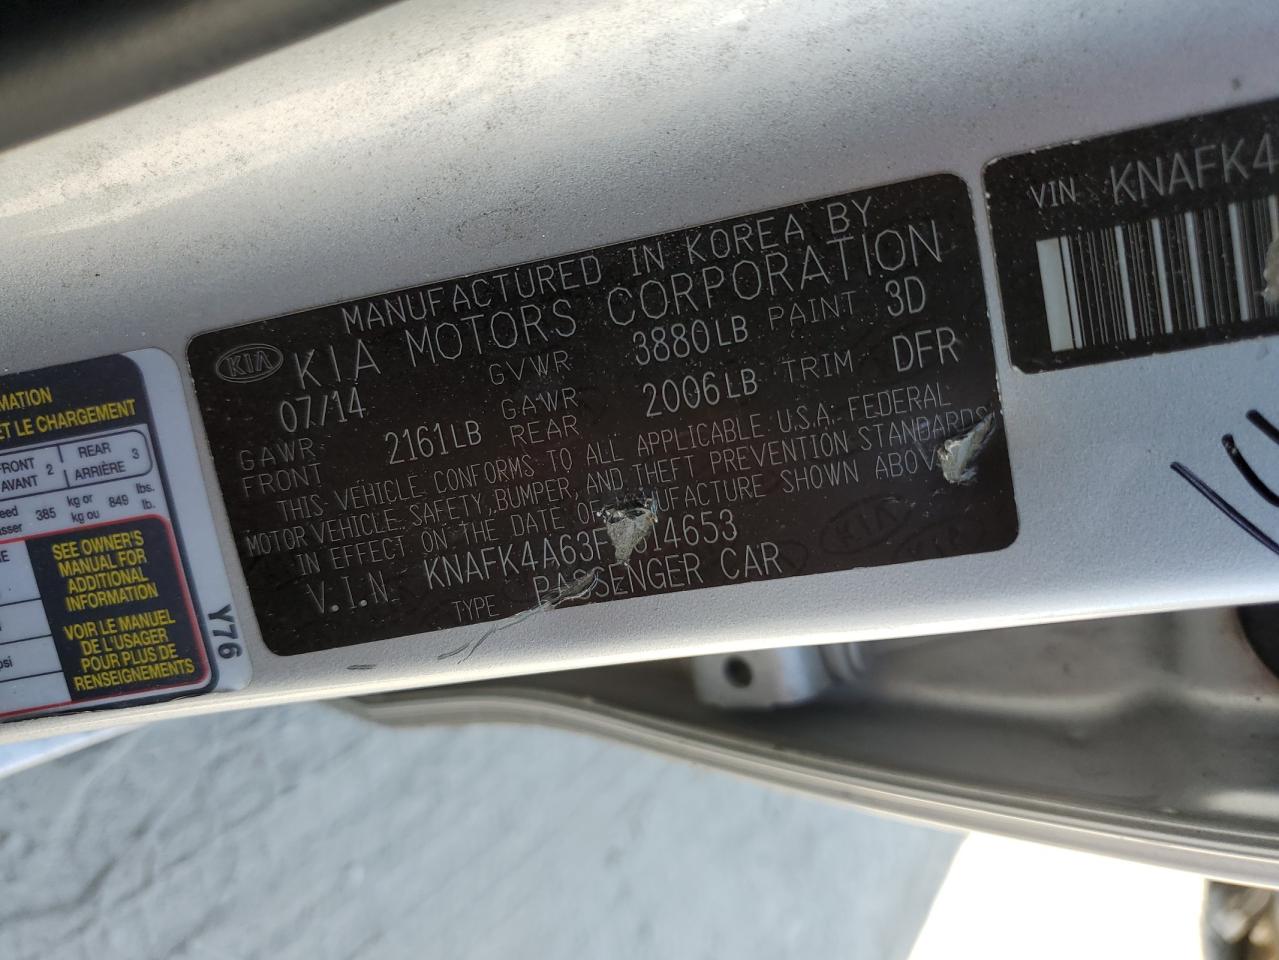 MATION
ET LE CHARGEMENT
FRONT AVANT 2 REAR ARRIÈRE 3
385 kg or kg ou 849 lbs. lb.
SEE OWNER'S
MANUAL FOR
ADDITIONAL
INFORMATION
VOIR LE MANUEL
DE L'USAGER
POUR PLUS DE
RENSEIGNEMENTS
Y76
MANUFACTURED IN KOREA BY
KIA KIA MOTORS CORPORATION
07/14 GVWR 3880LB PAINT 3D
GAWR FRONT 2161LB GAWR REAR 2006LB TRIM DFR
THIS VEHICLE CONFORMS TO ALL APPLICABLE U.S.A. FEDERAL
MOTOR VEHICLE SAFETY, BUMPER, AND THEFT PREVENTION STANDARDS
IN EFFECT ON THE DATE OF MANUFACTURE SHOWN ABOVE
V.I.N. KNAFK4A63F 314653
TYPE PASSENGER CAR
VIN KNAFK4